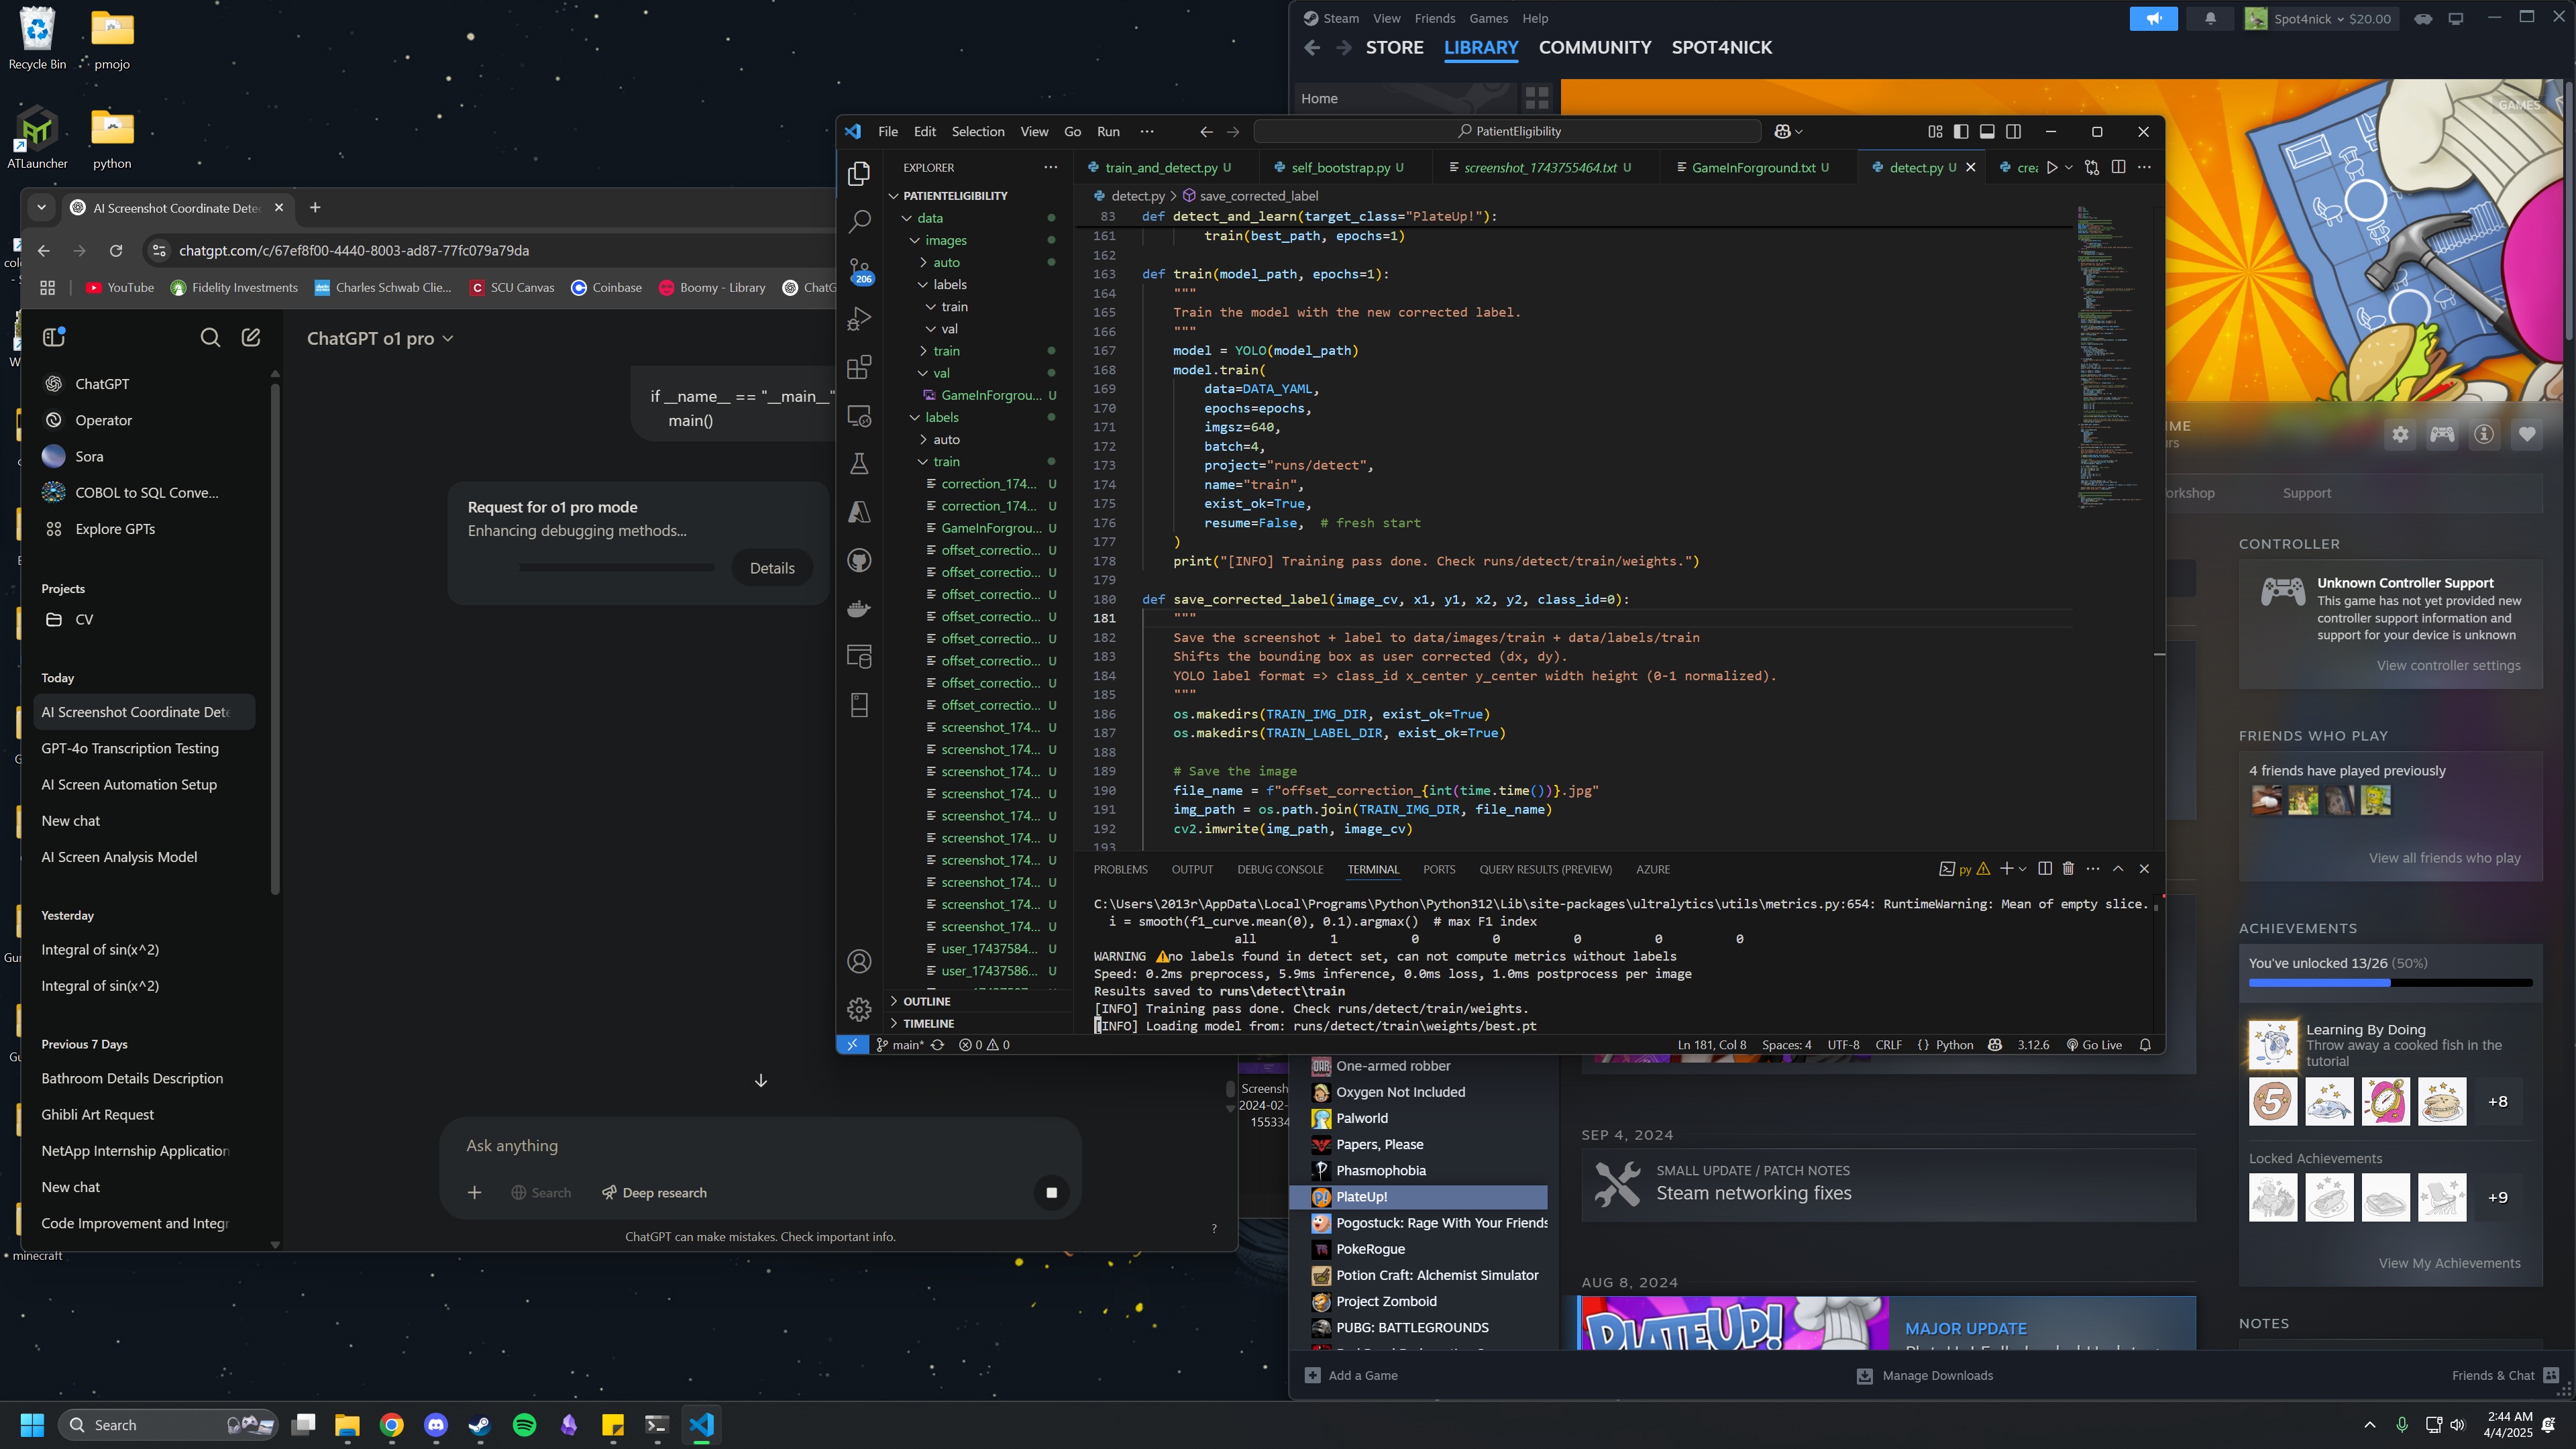 Recycle Bin
pmojo
ATLauncher
python
minecraft
AI Screenshot Coordinate Dete
chatgpt.com/c/67ef8f00-4440-8003-ad87-77fc079a79da
YouTube
Fidelity Investments
Charles Schwab Clie...
SCU Canvas
Coinbase
Boomy - Library
ChatG
ChatGPT o1 pro
ChatGPT
Operator
Sora
COBOL to SQL Conve...
Explore GPTs
Projects
CV
Today
AI Screenshot Coordinate Dete
GPT-4o Transcription Testing
AI Screen Automation Setup
New chat
AI Screen Analysis Model
Yesterday
Integral of sin(x^2)
Integral of sin(x^2)
Previous 7 Days
Bathroom Details Description
Ghibli Art Request
NetApp Internship Application
New chat
Code Improvement and Integr
if __name__ == "__main__"
main()
Request for o1 pro mode
Enhancing debugging methods...
Details
Ask anything
Search
Deep research
ChatGPT can make mistakes. Check important info.
?
Screensh
2024-02-
155334
File Edit Selection View Go Run ···
PatientEligibility
EXPLORER
PATIENTELIGIBILITY
data
images
auto
labels
train
val
train
val
GameInForgrou... U
labels
auto
train
correction_174... U
correction_174... U
GameInForgrou... U
offset_correctio... U
offset_correctio... U
offset_correctio... U
offset_correctio... U
offset_correctio... U
offset_correctio... U
offset_correctio... U
offset_correctio... U
screenshot_174... U
screenshot_174... U
screenshot_174... U
screenshot_174... U
screenshot_174... U
screenshot_174... U
screenshot_174... U
screenshot_174... U
screenshot_174... U
screenshot_174... U
user_17437584... U
user_17437586... U
OUTLINE
TIMELINE
206
train_and_detect.py U
self_bootstrap.py U
screenshot_1743755464.txt U
GameInForground.txt U
detect.py U
crea
detect.py > save_corrected_label
83 def detect_and_learn(target_class="PlateUp!"):
161 train(best_path, epochs=1)
162
163 def train(model_path, epochs=1):
164 """
165 Train the model with the new corrected label.
166 """
167 model = YOLO(model_path)
168 model.train(
169 data=DATA_YAML,
170 epochs=epochs,
171 imgsz=640,
172 batch=4,
173 project="runs/detect",
174 name="train",
175 exist_ok=True,
176 resume=False, # fresh start
177 )
178 print("[INFO] Training pass done. Check runs/detect/train/weights.")
179
180 def save_corrected_label(image_cv, x1, y1, x2, y2, class_id=0):
181 """
182 Save the screenshot + label to data/images/train + data/labels/train
183 Shifts the bounding box as user corrected (dx, dy).
184 YOLO label format => class_id x_center y_center width height (0-1 normalized).
185 """
186 os.makedirs(TRAIN_IMG_DIR, exist_ok=True)
187 os.makedirs(TRAIN_LABEL_DIR, exist_ok=True)
188
189 # Save the image
190 file_name = f"offset_correction_{int(time.time())}.jpg"
191 img_path = os.path.join(TRAIN_IMG_DIR, file_name)
192 cv2.imwrite(img_path, image_cv)
193
PROBLEMS OUTPUT DEBUG CONSOLE TERMINAL PORTS QUERY RESULTS (PREVIEW) AZURE
py
C:\Users\2013r\AppData\Local\Programs\Python\Python312\Lib\site-packages\ultralytics\utils\metrics.py:654: RuntimeWarning: Mean of empty slice.
i = smooth(f1_curve.mean(0), 0.1).argmax() # max F1 index
all 1 0 0 0 0 0
WARNING ⚠️no labels found in detect set, can not compute metrics without labels
Speed: 0.2ms preprocess, 5.9ms inference, 0.0ms loss, 1.0ms postprocess per image
Results saved to runs\detect\train
[INFO] Training pass done. Check runs/detect/train/weights.
[INFO] Loading model from: runs/detect/train\weights/best.pt
main* 0 0
Ln 181, Col 8 Spaces: 4 UTF-8 CRLF {} Python 3.12.6 Go Live
Steam View Friends Games Help
Spot4nick $20.00
STORE LIBRARY COMMUNITY SPOT4NICK
Home
GAMES
IME
urs
orkshop
Support
CONTROLLER
Unknown Controller Support
This game has not yet provided new
controller support information and
support for your device is unknown
View controller settings
FRIENDS WHO PLAY
4 friends have played previously
View all friends who play
ACHIEVEMENTS
You've unlocked 13/26 (50%)
Learning By Doing
Throw away a cooked fish in the
tutorial
5
+8
Locked Achievements
+9
View My Achievements
NOTES
One-armed robber
Oxygen Not Included
Palworld
Papers, Please
Phasmophobia
PlateUp!
Pogostuck: Rage With Your Friends
PokeRogue
Potion Craft: Alchemist Simulator
Project Zomboid
PUBG: BATTLEGROUNDS
SEP 4, 2024
SMALL UPDATE / PATCH NOTES
Steam networking fixes
AUG 8, 2024
PLATEUP!
MAJOR UPDATE
Add a Game
Manage Downloads
Friends & Chat
Search
2:44 AM
4/4/2025